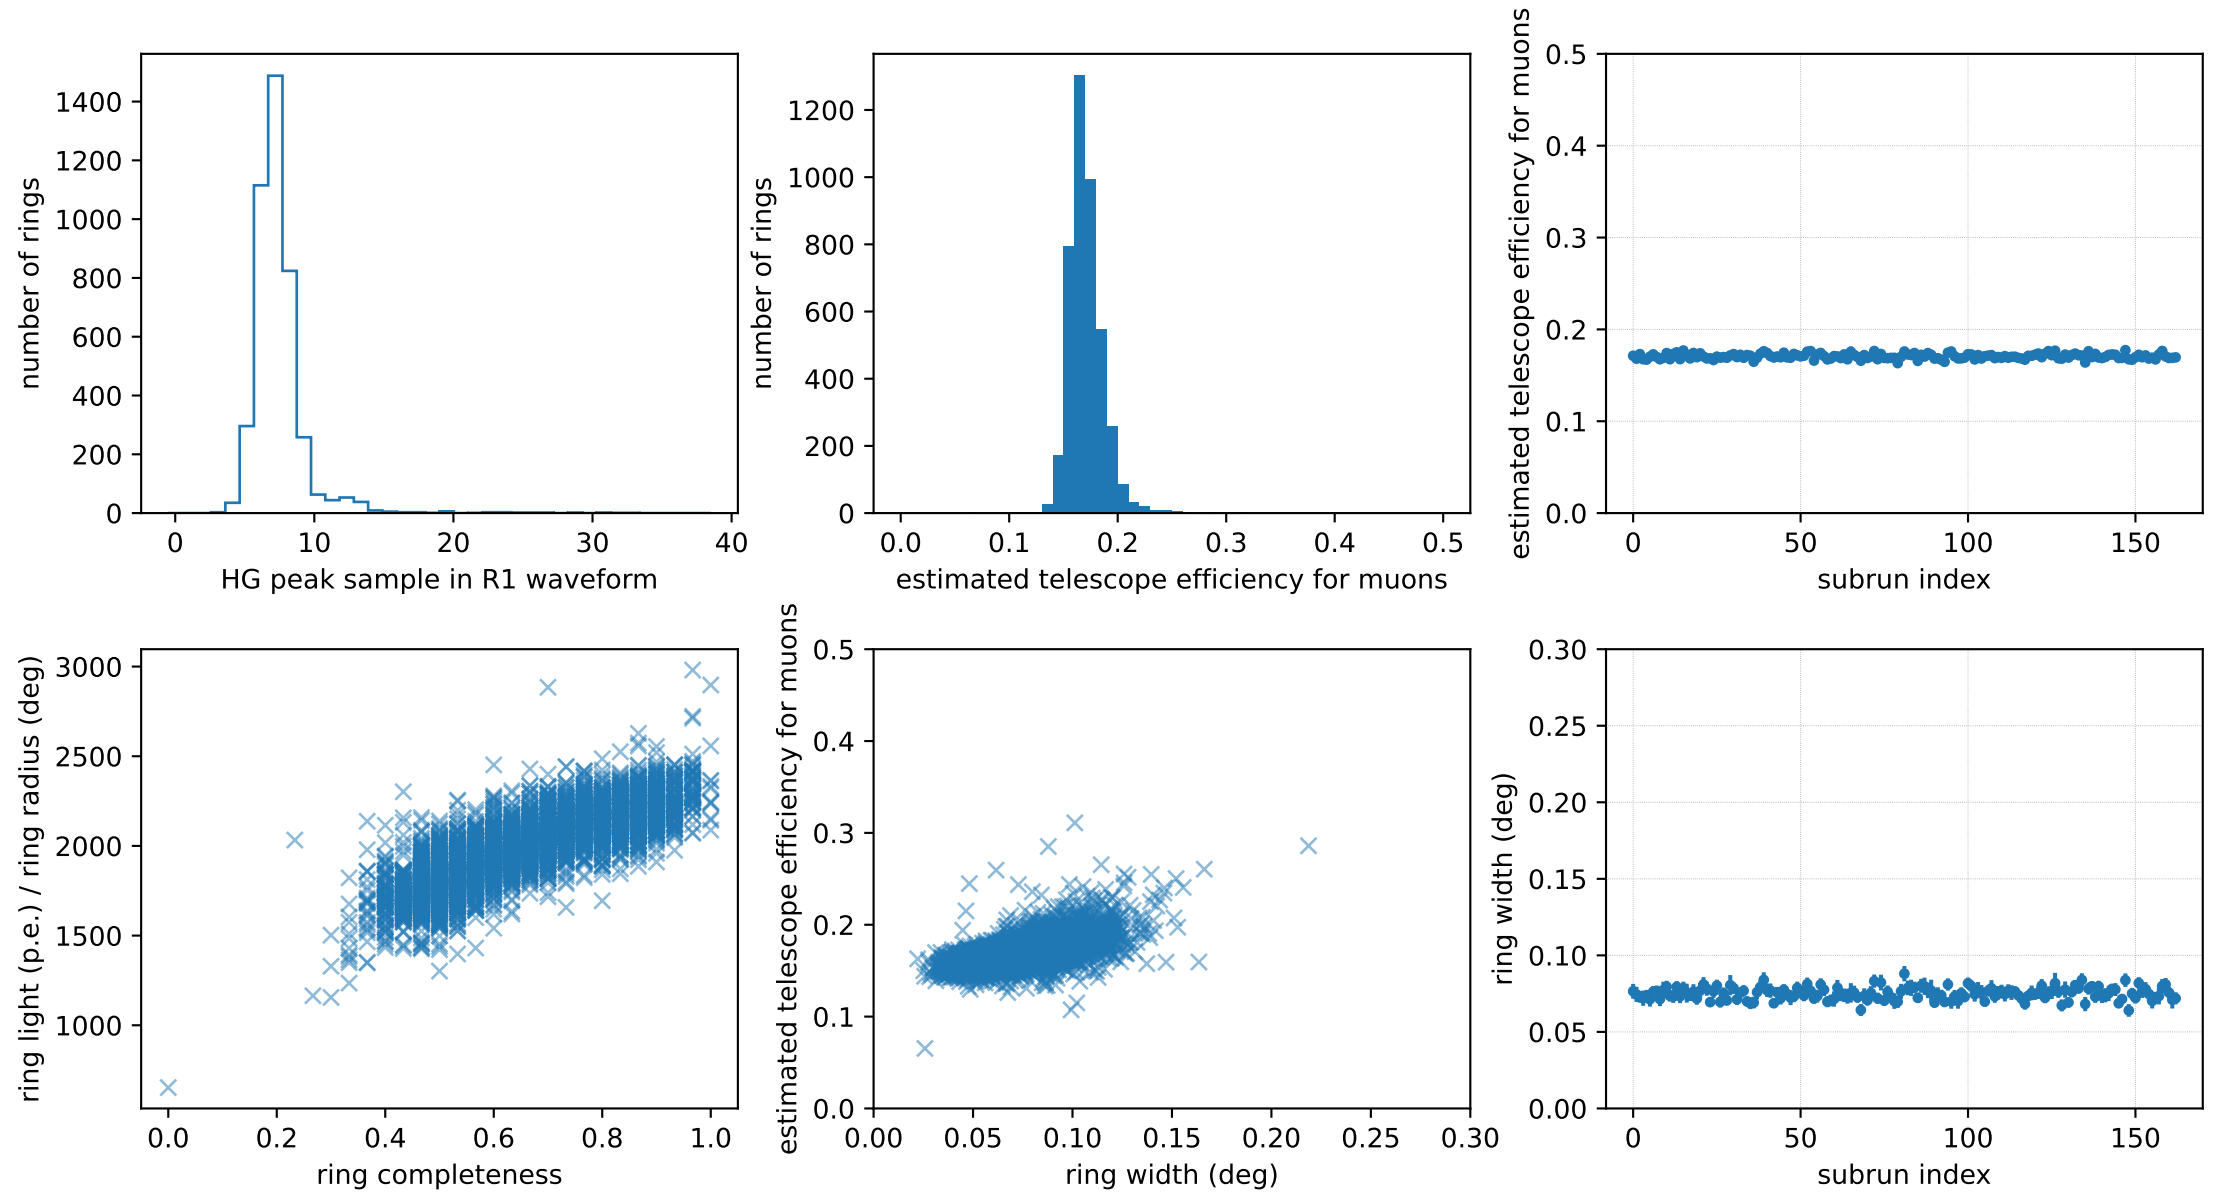 number of rings
1400
1200
1000
800
600
400
200
0
0 10 20 30 40
HG peak sample in R1 waveform
number of rings
1200
1000
800
600
400
200
0
0.0 0.1 0.2 0.3 0.4 0.5
estimated telescope efficiency for muons
estimated telescope efficiency for muons
0.5
0.4
0.3
0.2
0.1
0.0
0 50 100 150
subrun index
ring light (p.e.) / ring radius (deg)
3000
2500
2000
1500
1000
0.0 0.2 0.4 0.6 0.8 1.0
ring completeness
estimated telescope efficiency for muons
0.5
0.4
0.3
0.2
0.1
0.0
0.00 0.05 0.10 0.15 0.20 0.25 0.30
ring width (deg)
ring width (deg)
0.30
0.25
0.20
0.15
0.10
0.05
0.00
0 50 100 150
subrun index